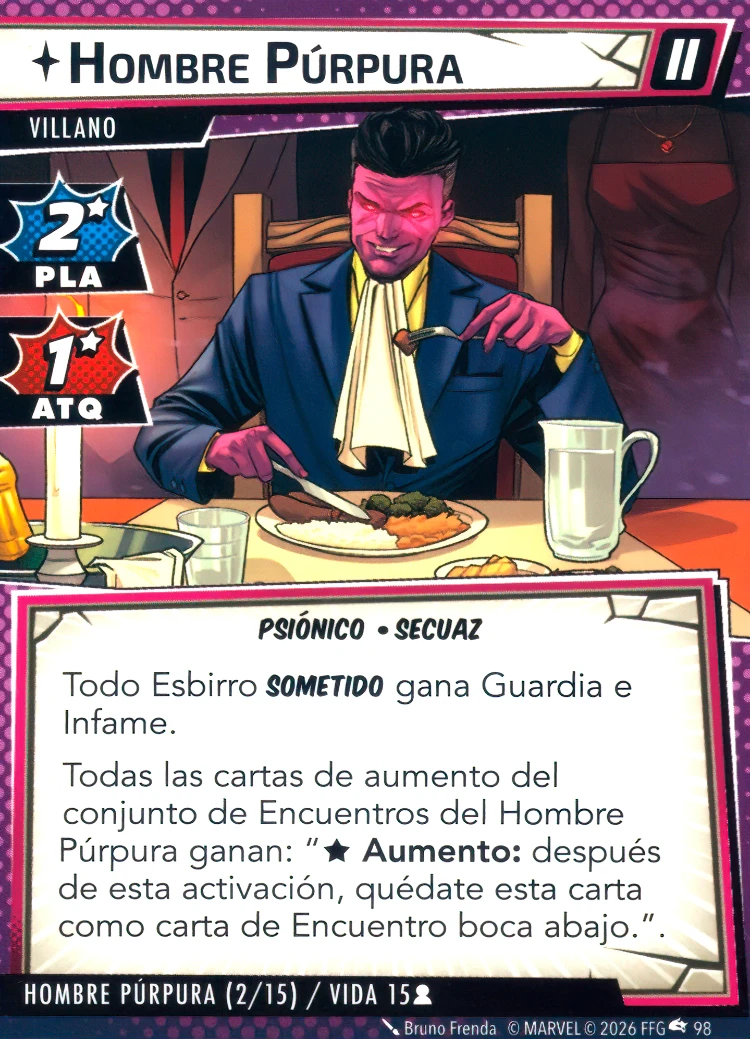 HOMBRE PÚRPURA
II
VILLANO
2★
PLA
1★
ATQ
PSIÓNICO • SECUAZ
Todo Esbirro SOMETIDO gana Guardia e
Infame.
Todas las cartas de aumento del
conjunto de Encuentros del Hombre
Púrpura ganan: “★ Aumento: después
de esta activación, quédate esta carta
como carta de Encuentro boca abajo.”.
HOMBRE PÚRPURA (2/15) / VIDA 15
Bruno Frenda © MARVEL © 2026 FFG 98